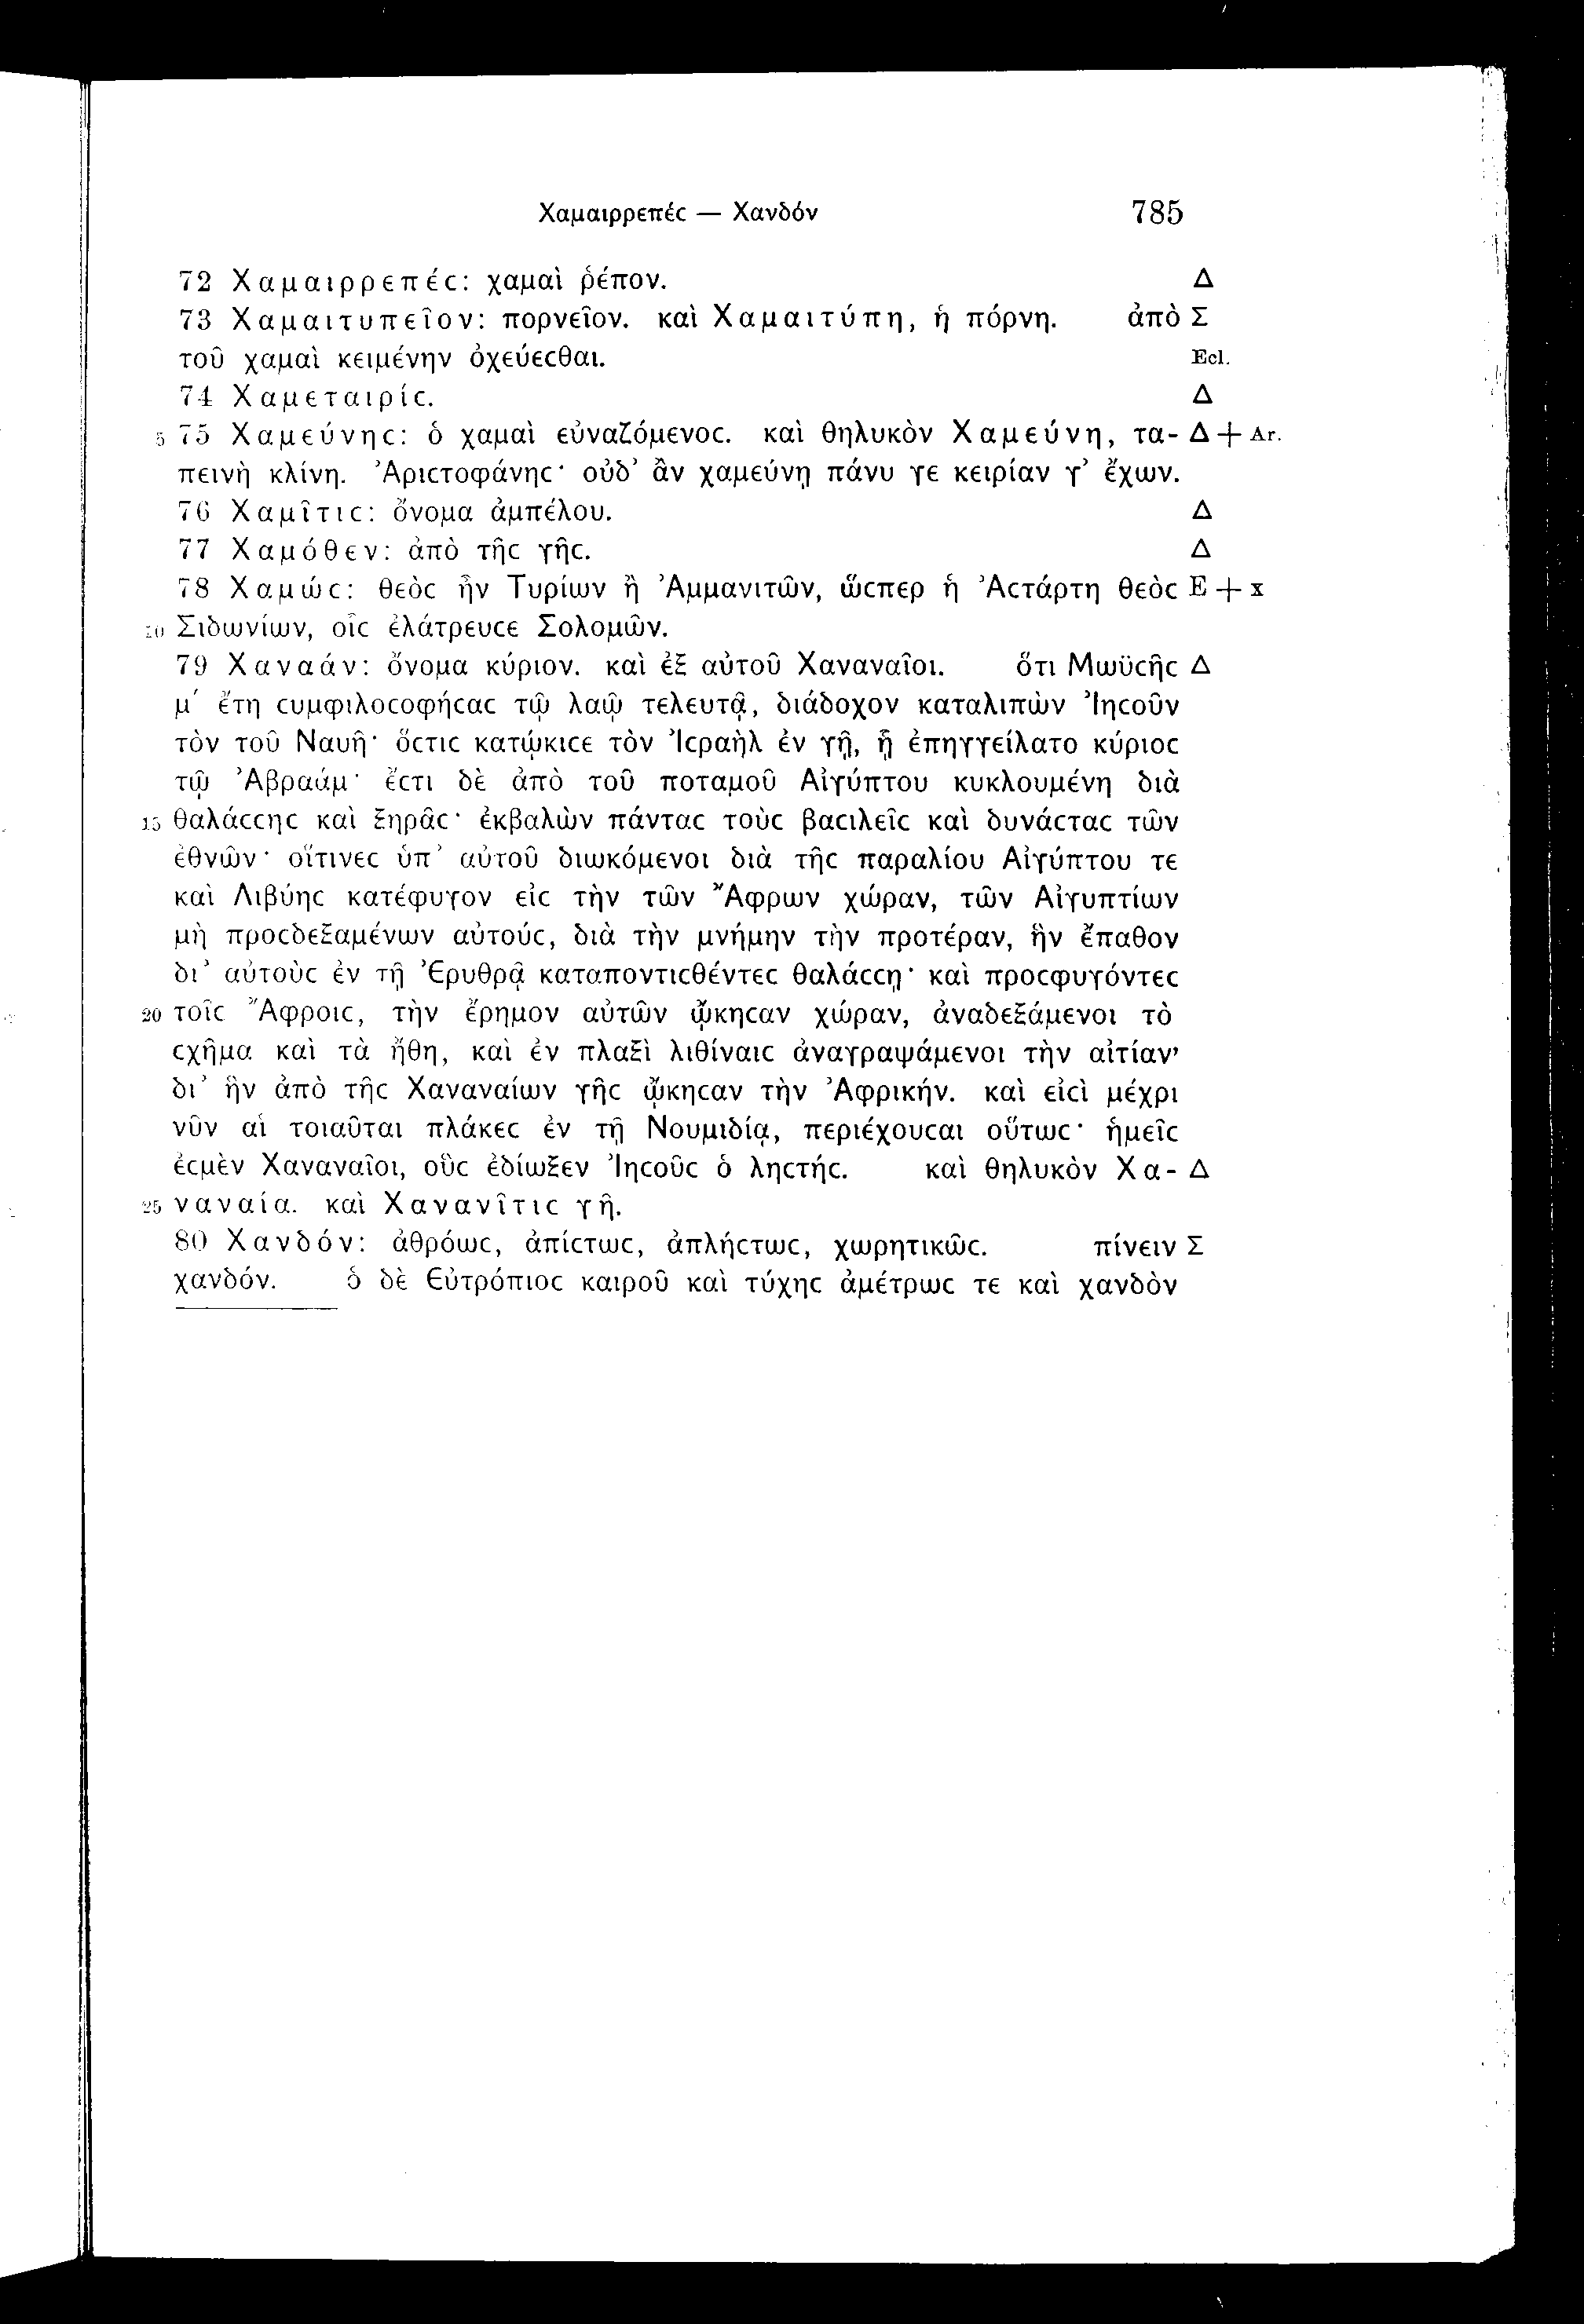 Χαμαιρρεπέϲ — Χανδόν 785
72 Χαμαιρρεπέϲ: χαμαὶ ῥέπον. Δ
73 Χαμαιτυπεῖον: πορνεῖον. καὶ Χαμαιτύπη, ἡ πόρνη. ἀπὸ Σ
τοῦ χαμαὶ κειμένην ὀχεύεϲθαι. Ecl.
74 Χαμεταιρίϲ. Δ
5 75 Χαμεύνηϲ: ὁ χαμαὶ εὐναζόμενοϲ. καὶ θηλυκὸν Χαμεύνη, τα- Δ + Ar.
πεινὴ κλίνη. Ἀριϲτοφάνηϲ· οὐδ’ ἂν χαμεύνῃ πάνυ γε κειρίαν γ’ ἔχων.
76 Χαμῖτιϲ: ὄνομα ἀμπέλου. Δ
77 Χαμόθεν: ἀπὸ τῆϲ γῆϲ. Δ
78 Χαμώϲ: θεὸϲ ἦν Τυρίων ἢ Ἀμμανιτῶν, ὥϲπερ ἡ Ἀϲτάρτη θεὸϲ E + x
10 Σιδωνίων, οἷϲ ἐλάτρευϲε Σολομῶν.
79 Χαναάν: ὄνομα κύριον. καὶ ἐξ αὐτοῦ Χαναναῖοι. ὅτι Μωϋϲῆϲ Δ
μ΄ ἔτη ϲυμφιλοϲοφήϲαϲ τῷ λαῷ τελευτᾷ, διάδοχον καταλιπὼν Ἰηϲοῦν
τὸν τοῦ Ναυῆ· ὅϲτιϲ κατῴκιϲε τὸν Ἰϲραὴλ ἐν γῇ, ᾗ ἐπηγγείλατο κύριοϲ
τῷ Ἀβραάμ· ἔϲτι δὲ ἀπὸ τοῦ ποταμοῦ Αἰγύπτου κυκλουμένη διὰ
15 θαλάϲϲηϲ καὶ ξηρᾶϲ· ἐκβαλὼν πάνταϲ τοὺϲ βαϲιλεῖϲ καὶ δυνάϲταϲ τῶν
ἐθνῶν· οἵτινεϲ ὑπ’ αὐτοῦ διωκόμενοι διὰ τῆϲ παραλίου Αἰγύπτου τε
καὶ Λιβύηϲ κατέφυγον εἰϲ τὴν τῶν Ἄφρων χώραν, τῶν Αἰγυπτίων
μὴ προϲδεξαμένων αὐτούϲ, διὰ τὴν μνήμην τὴν προτέραν, ἣν ἔπαθον
δι’ αὐτοὺϲ ἐν τῇ Ἐρυθρᾷ καταποντιϲθέντεϲ θαλάϲϲῃ· καὶ προϲφυγόντεϲ
20 τοῖϲ Ἄφροιϲ, τὴν ἔρημον αὐτῶν ᾤκηϲαν χώραν, ἀναδεξάμενοι τὸ
ϲχῆμα καὶ τὰ ἤθη, καὶ ἐν πλαξὶ λιθίναιϲ ἀναγραψάμενοι τὴν αἰτίαν,
δι’ ἣν ἀπὸ τῆϲ Χαναναίων γῆϲ ᾤκηϲαν τὴν Ἀφρικήν. καὶ εἰϲὶ μέχρι
νῦν αἱ τοιαῦται πλάκεϲ ἐν τῇ Νουμιδίᾳ, περιέχουϲαι οὕτωϲ· ἡμεῖϲ
ἐϲμὲν Χαναναῖοι, οὓϲ ἐδίωξεν Ἰηϲοῦϲ ὁ λῃϲτήϲ. καὶ θηλυκὸν Χα- Δ
25 ναναία. καὶ Χανανῖτιϲ γῆ.
80 Χανδόν: ἀθρόωϲ, ἀπίϲτωϲ, ἀπλήϲτωϲ, χωρητικῶϲ. πίνειν Σ
χανδόν. ὁ δὲ Εὐτρόπιοϲ καιροῦ καὶ τύχηϲ ἀμέτρωϲ τε καὶ χανδὸν